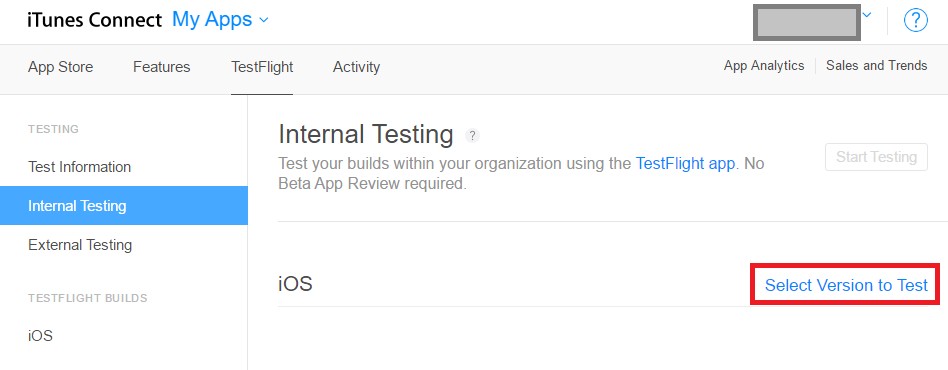 iTunes Connect My Apps
?
App Store Features TestFlight Activity App Analytics Sales and Trends
TESTING
Test Information
Internal Testing
External Testing
TESTFLIGHT BUILDS
iOS
Internal Testing ?
Test your builds within your organization using the TestFlight app. No
Beta App Review required.
Start Testing
iOS Select Version to Test